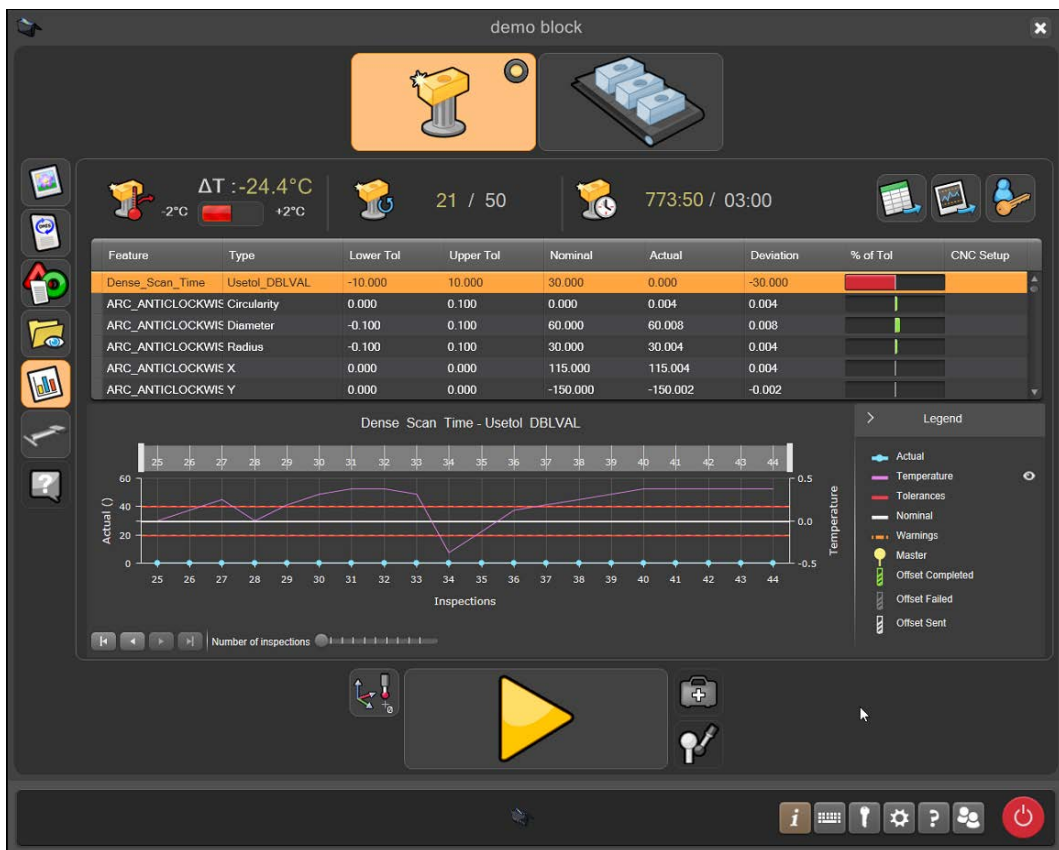 demo block
ΔT :-24.4°C
-2°C +2°C
21 / 50
773:50 / 03:00
Feature Type Lower Tol Upper Tol Nominal Actual Deviation % of Tol CNC Setup
Dense_Scan_Time Usetol_DBLVAL -10.000 10.000 30.000 0.000 -30.000
ARC_ANTICLOCKWIS Circularity 0.000 0.100 0.000 0.004 0.004
ARC_ANTICLOCKWIS Diameter -0.100 0.100 60.000 60.008 0.008
ARC_ANTICLOCKWIS Radius -0.100 0.100 30.000 30.004 0.004
ARC_ANTICLOCKWIS X 0.000 0.000 115.000 115.004 0.004
ARC_ANTICLOCKWIS Y 0.000 0.000 -150.000 -150.002 -0.002
Dense Scan Time - Usetol DBLVAL
25 26 27 28 29 30 31 32 33 34 35 36 37 38 39 40 41 42 43 44
60
40
20
0
Actual ()
0.5
0.0
-0.5
Temperature
25 26 27 28 29 30 31 32 33 34 35 36 37 38 39 40 41 42 43 44
Inspections
Number of inspections
Legend
Actual
Temperature
Tolerances
Nominal
Warnings
Master
Offset Completed
Offset Failed
Offset Sent